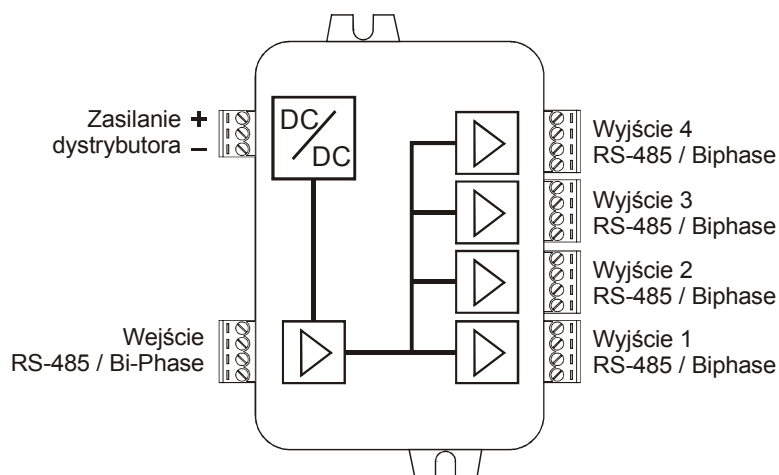 Zasilanie +
dystrybutora –
DC
DC
Wejście
RS-485 / Bi-Phase
Wyjście 4
RS-485 / Biphase
Wyjście 3
RS-485 / Biphase
Wyjście 2
RS-485 / Biphase
Wyjście 1
RS-485 / Biphase